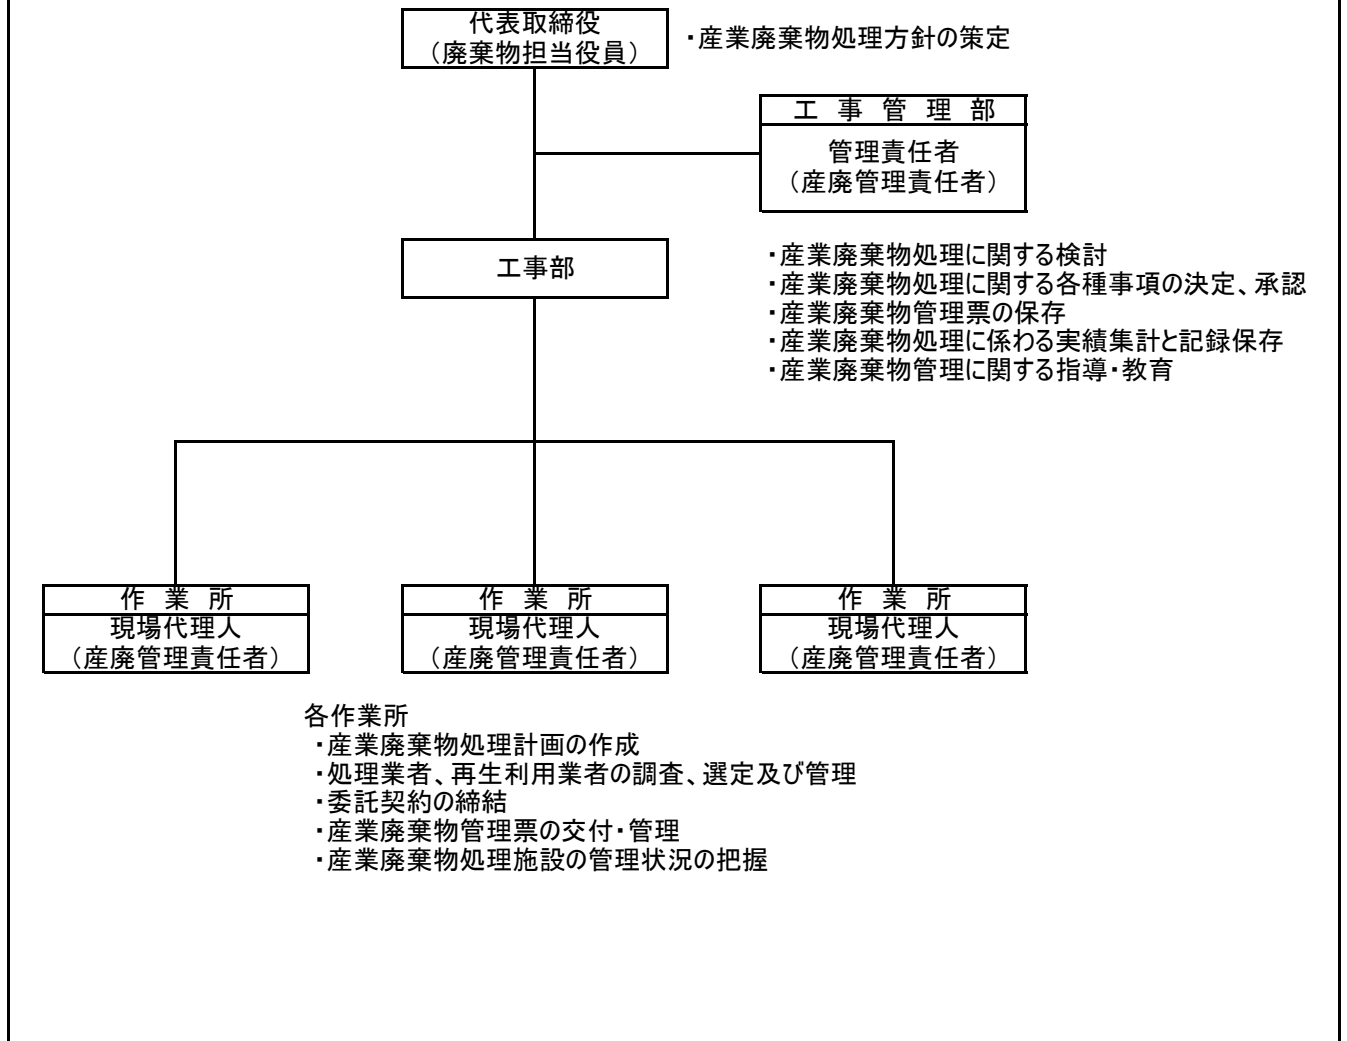 代表取締役
（廃棄物担当役員）
・産業廃棄物処理方針の策定
工 事 管 理 部
管理責任者
（産廃管理責任者）
工事部
・産業廃棄物処理に関する検討
・産業廃棄物処理に関する各種事項の決定、承認
・産業廃棄物管理票の保存
・産業廃棄物処理に係わる実績集計と記録保存
・産業廃棄物管理に関する指導・教育
作 業 所
現場代理人
（産廃管理責任者）
作 業 所
現場代理人
（産廃管理責任者）
作 業 所
現場代理人
（産廃管理責任者）
各作業所
・産業廃棄物処理計画の作成
・処理業者、再生利用業者の調査、選定及び管理
・委託契約の締結
・産業廃棄物管理票の交付・管理
・産業廃棄物処理施設の管理状況の把握